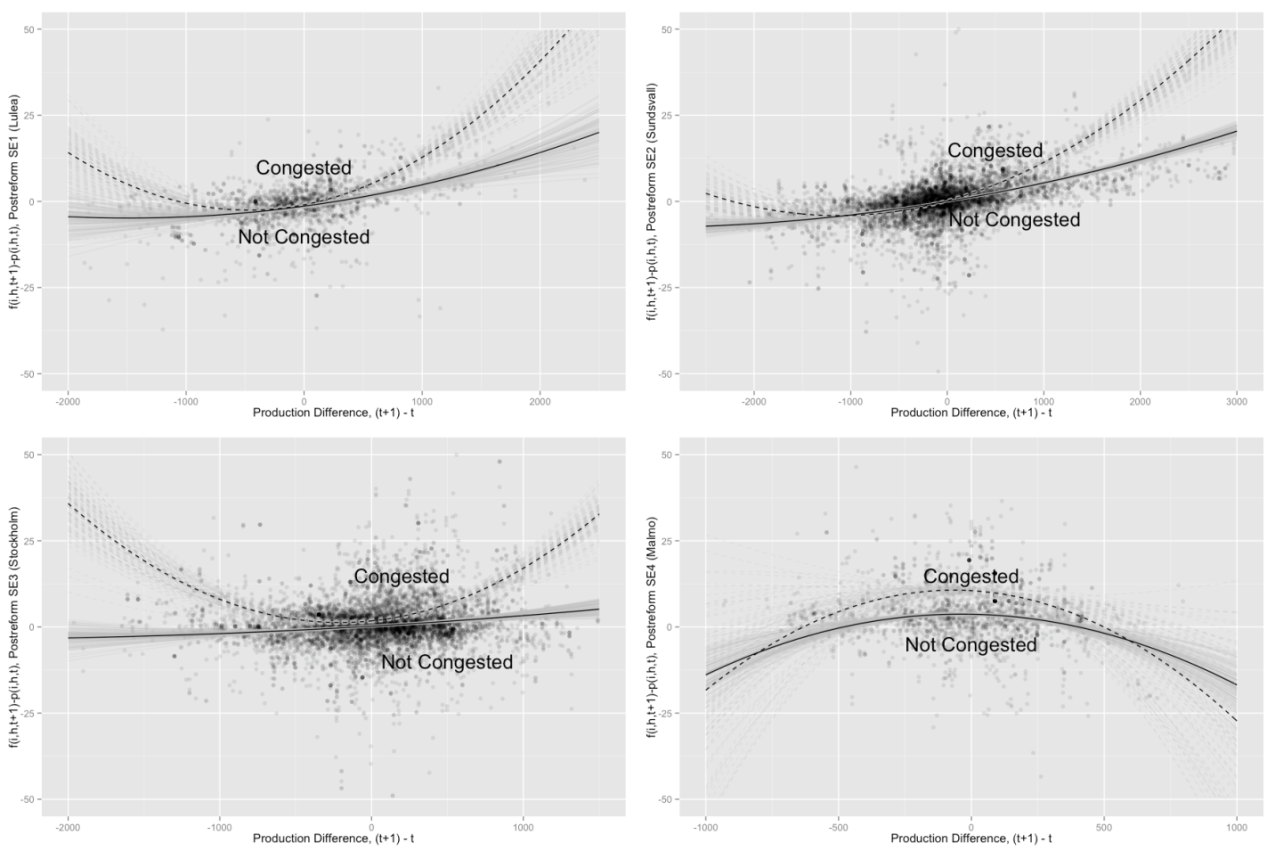 f(i,h,t+1)-p(i,h,t), Postreform SE1 (Lulea)
50
25
0
-25
-50
Congested
Not Congested
-2000 -1000 0 1000 2000
Production Difference, (t+1) - t
f(i,h,t+1)-p(i,h,t), Postreform SE2 (Sundsvall)
50
25
0
-25
-50
Congested
Not Congested
-2000 -1000 0 1000 2000 3000
Production Difference, (t+1) - t
f(i,h,t+1)-p(i,h,t), Postreform SE3 (Stockholm)
50
25
0
-25
-50
Congested
Not Congested
-2000 -1000 0 1000
Production Difference, (t+1) - t
f(i,h,t+1)-p(i,h,t), Postreform SE4 (Malmo)
50
25
0
-25
-50
Congested
Not Congested
-1000 -500 0 500 1000
Production Difference, (t+1) - t